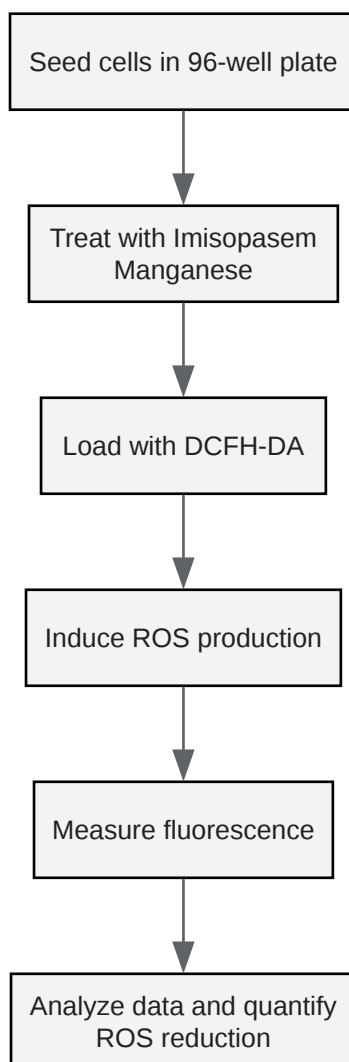 Seed cells in 96-well plate
Treat with Imisopasem
Manganese
Load with DCFH-DA
Induce ROS production
Measure fluorescence
Analyze data and quantify
ROS reduction